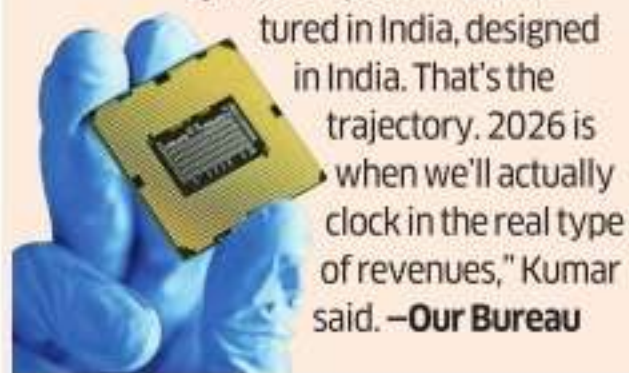 tured in India, designed
in India. That's the
trajectory. 2026 is
when we'll actually
clock in the real type
of revenues," Kumar
said. –Our Bureau